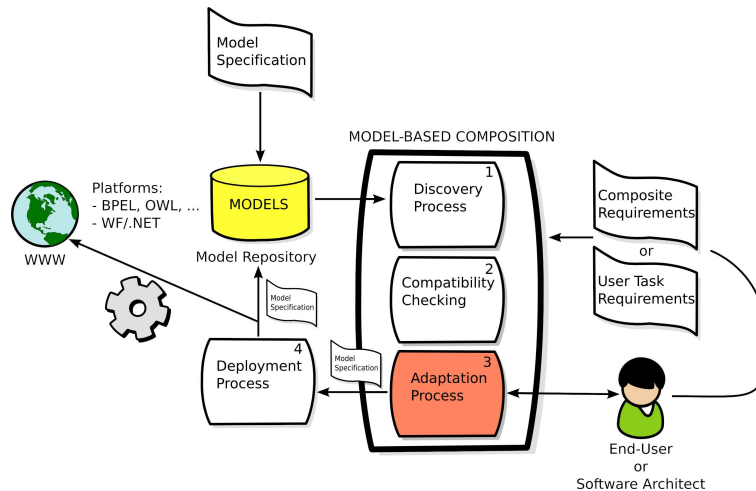 Model
Specification
MODEL-BASED COMPOSITION
1
Discovery
Process
Composite
Requirements
or
User Task
Requirements
Platforms:
- BPEL, OWL, ...
- WF/.NET
MODELS
Model Repository
WWW
2
Compatibility
Checking
Model
Specification
4
Deployment
Process
Model
Specification
3
Adaptation
Process
End-User
or
Software Architect